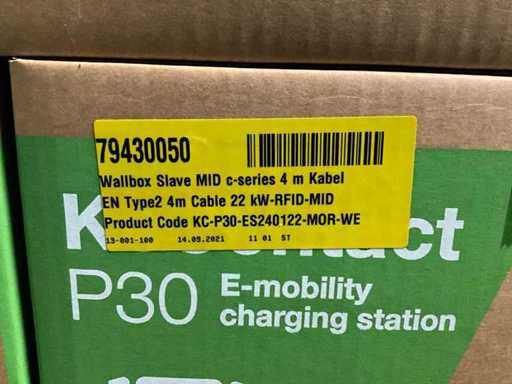 79430050
Wallbox Slave MID c-series 4 m Kabel
EN Type2 4m Cable 22 kW-RFID-MID
Product Code KC-P30-ES240122-MOR-WE
13-001-100 14.09.2021 11 01 ST
P30 E-mobility
charging station